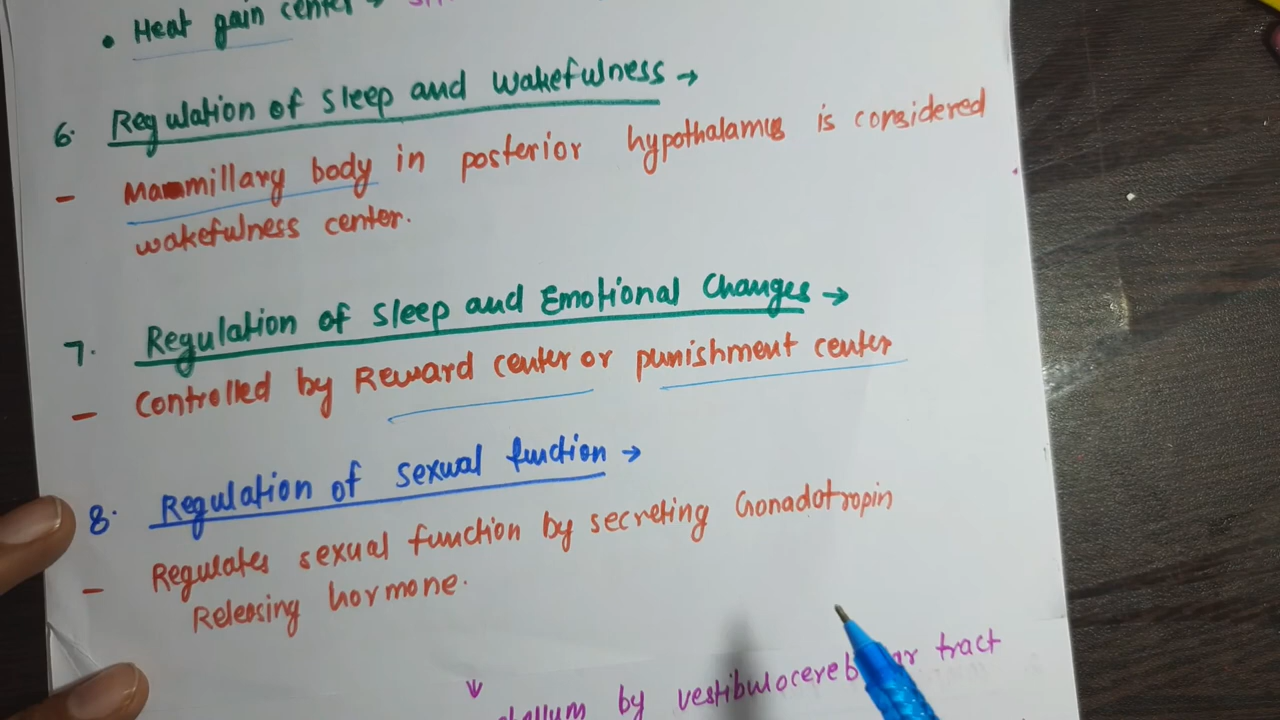 • Heat gain center →
6. Regulation of sleep and wakefulness →
- Mammillary body in posterior hypothalamus is considered
wakefulness center.
7. Regulation of sleep and Emotional Changes →
- Controlled by Reward center or punishment center
8. Regulation of sexual function →
- Regulates sexual function by secreting Gonadotropin
Releasing hormone.
↓
by tract